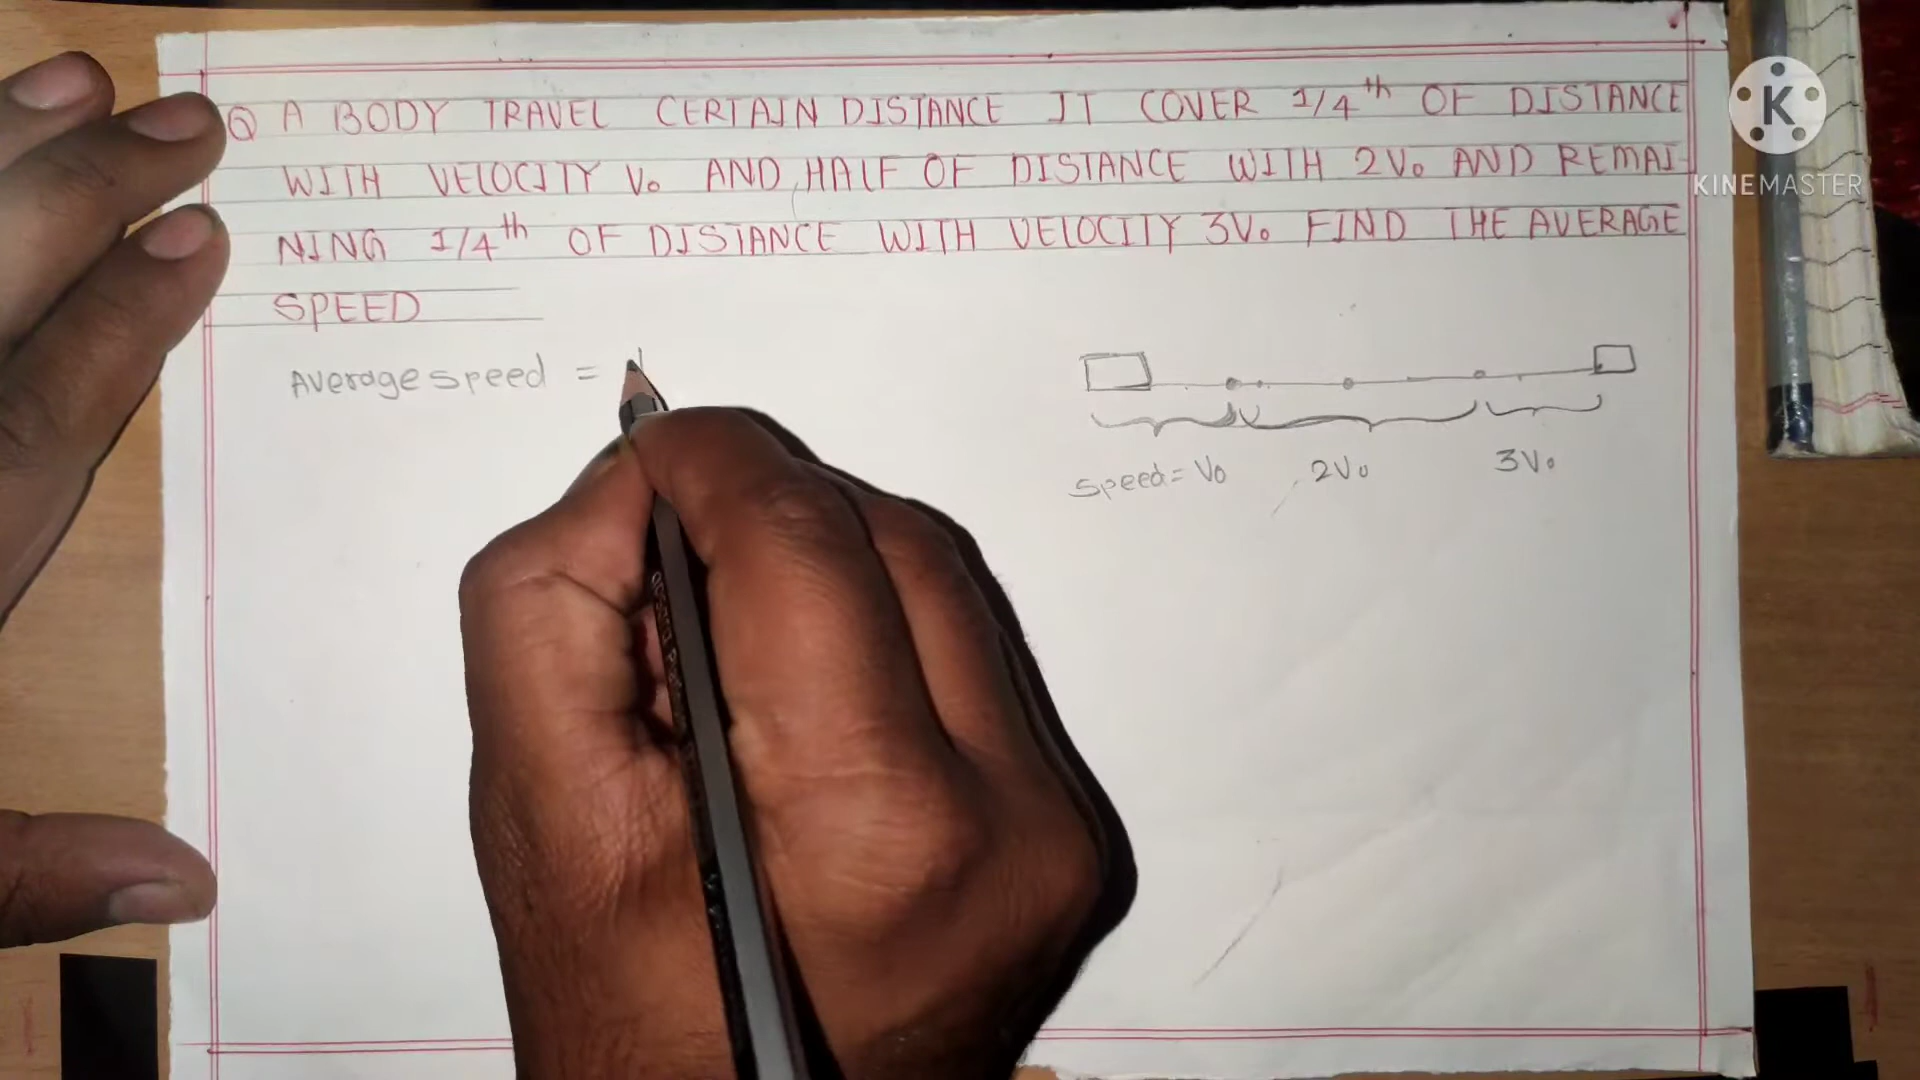 Q A BODY TRAVEL CERTAIN DISTANCE IT COVER 1/4th OF DISTANCE
WITH VELOCITY V₀ AND HALF OF DISTANCE WITH 2V₀ AND REMAI-
NING 1/4th OF DISTANCE WITH VELOCITY 3V₀ FIND THE AVERAGE
SPEED
Average speed =
speed = V₀ 2V₀ 3V₀
K
KINEMASTER